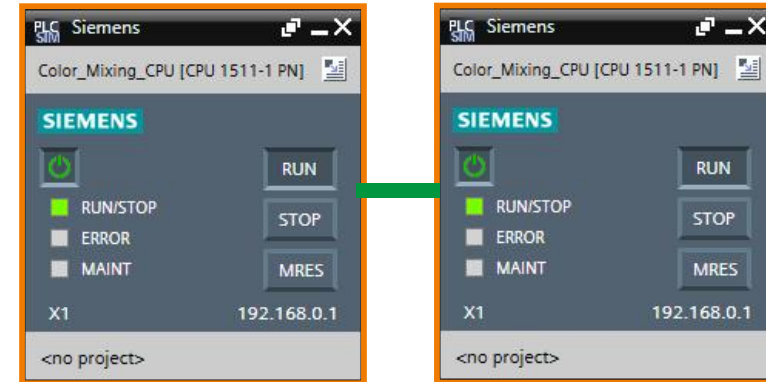 PLC SIM Siemens
Color_Mixing_CPU [CPU 1511-1 PN]
SIEMENS
RUN
RUN/STOP
STOP
ERROR
MAINT
MRES
X1 192.168.0.1
<no project>
PLC SIM Siemens
Color_Mixing_CPU [CPU 1511-1 PN]
SIEMENS
RUN
RUN/STOP
STOP
ERROR
MAINT
MRES
X1 192.168.0.1
<no project>